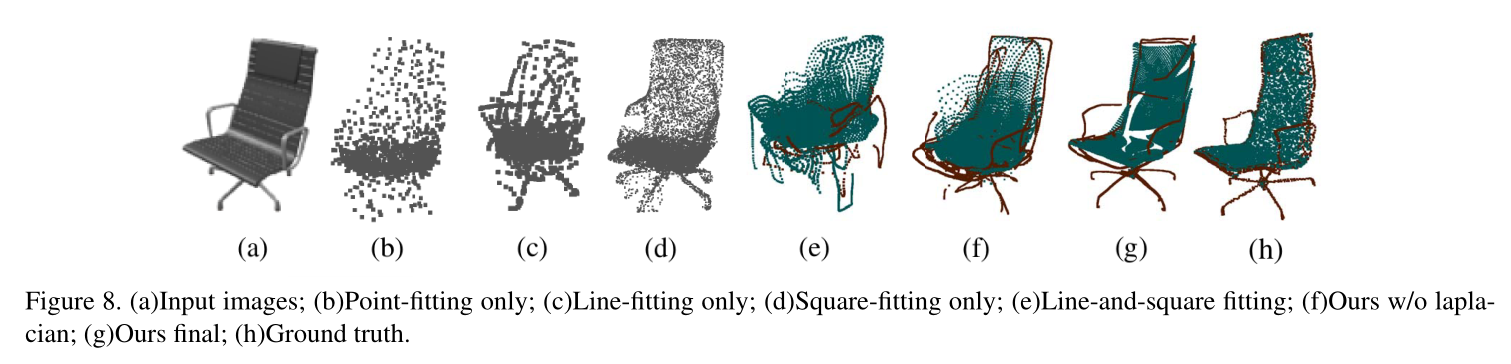 (a) (b) (c) (d) (e) (f) (g) (h)
Figure 8. (a)Input images; (b)Point-fitting only; (c)Line-fitting only; (d)Square-fitting only; (e)Line-and-square fitting; (f)Ours w/o lapla-
cian; (g)Ours final; (h)Ground truth.